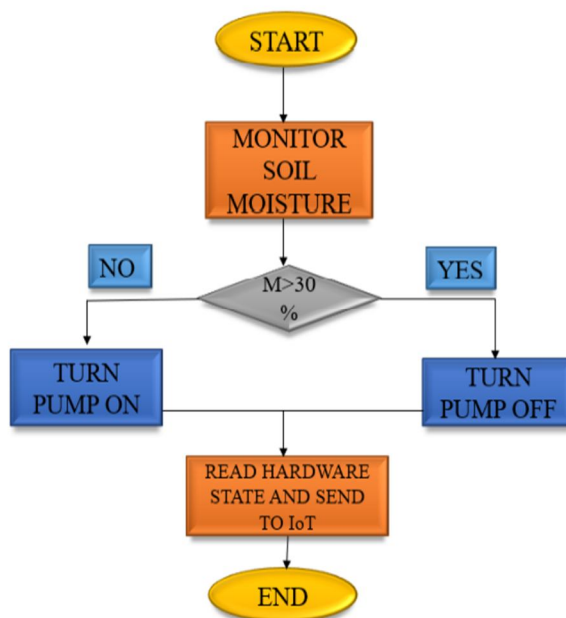 START
MONITOR
SOIL
MOISTURE
NO
YES
M>30
%
TURN
PUMP ON
TURN
PUMP OFF
READ HARDWARE
STATE AND SEND
TO IoT
END